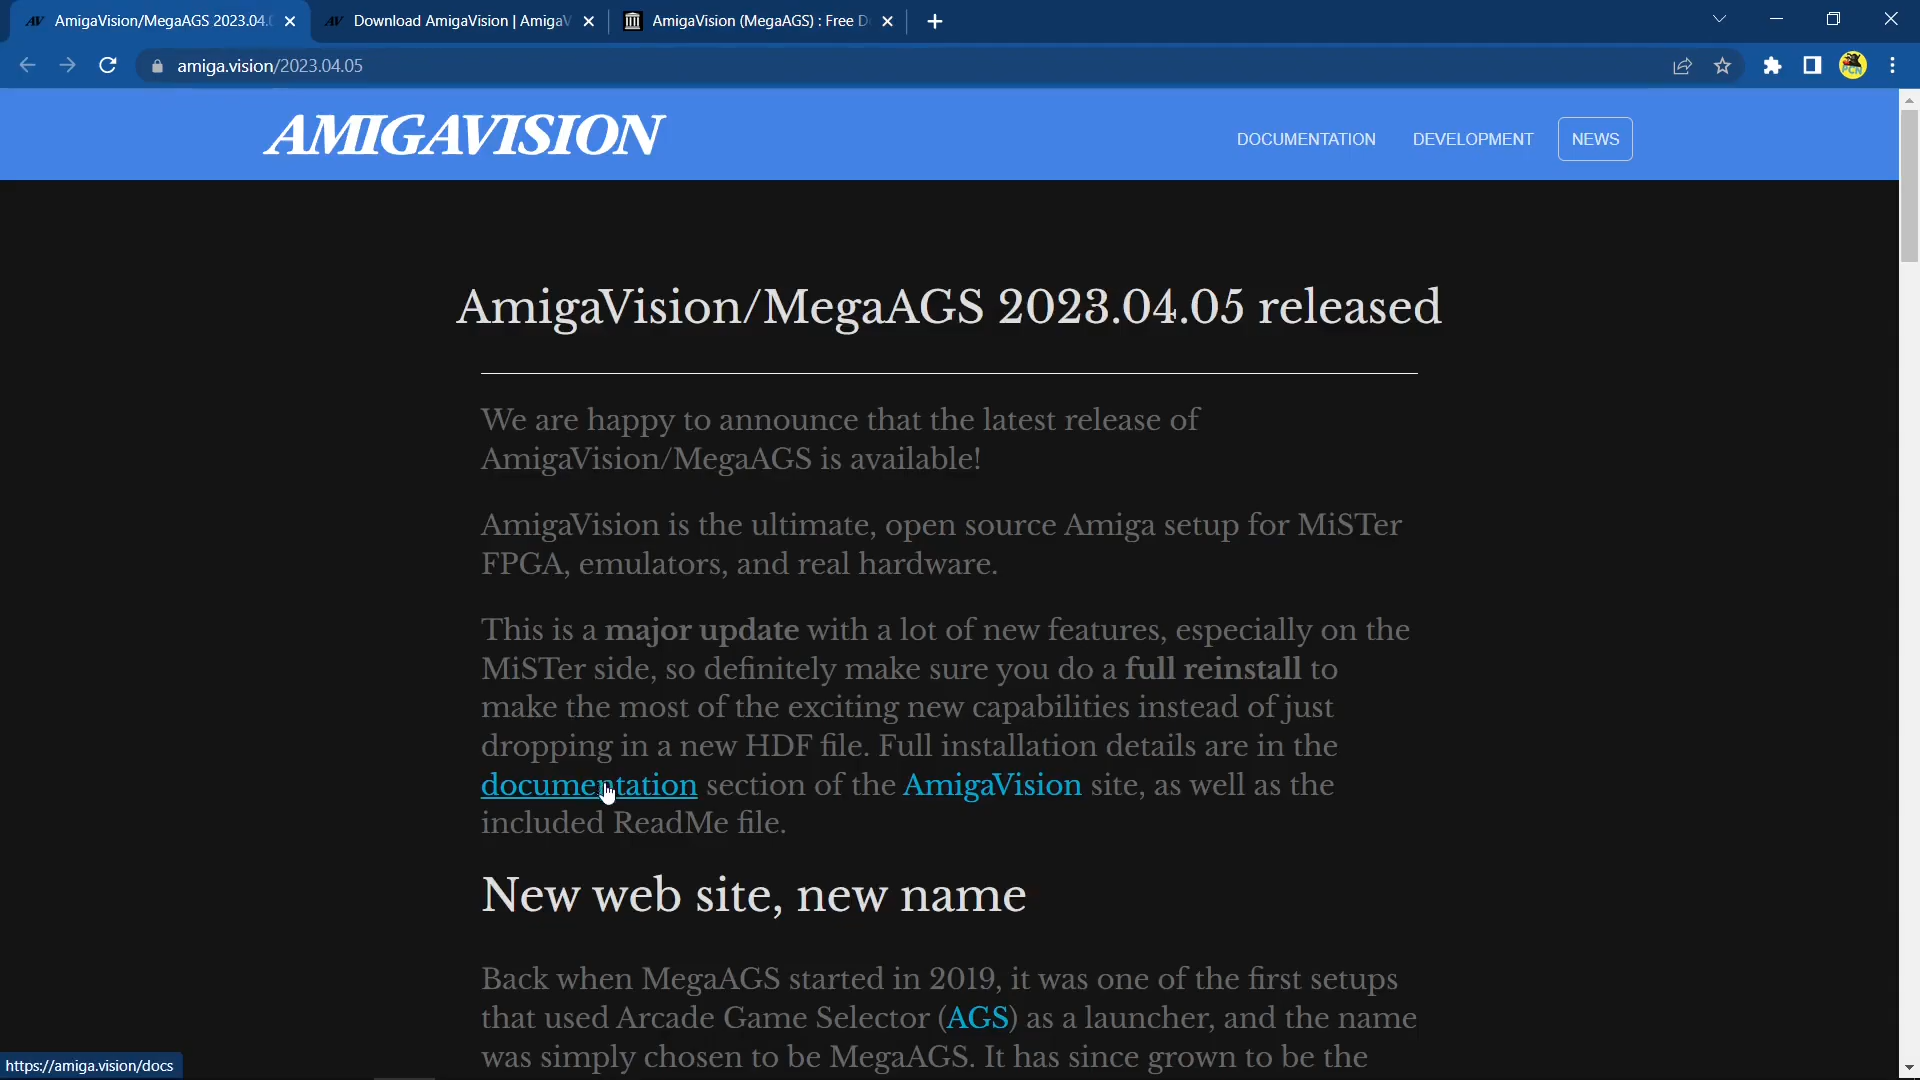 AmigaVision/MegaAGS 2023.04.
Download AmigaVision | Amiga
AmigaVision (MegaAGS) : Free
amiga.vision/2023.04.05
PCN
AMIGAVISION
DOCUMENTATION
DEVELOPMENT
NEWS
AmigaVision/MegaAGS 2023.04.05 released
We are happy to announce that the latest release of
AmigaVision/MegaAGS is available!
AmigaVision is the ultimate, open source Amiga setup for MiSTer
FPGA, emulators, and real hardware.
This is a major update with a lot of new features, especially on the
MiSTer side, so definitely make sure you do a full reinstall to
make the most of the exciting new capabilities instead of just
dropping in a new HDF file. Full installation details are in the
documentation section of the AmigaVision site, as well as the
included ReadMe file.
New web site, new name
Back when MegaAGS started in 2019, it was one of the first setups
that used Arcade Game Selector (AGS) as a launcher, and the name
was simply chosen to be MegaAGS. It has since grown to be the
https://amiga.vision/docs